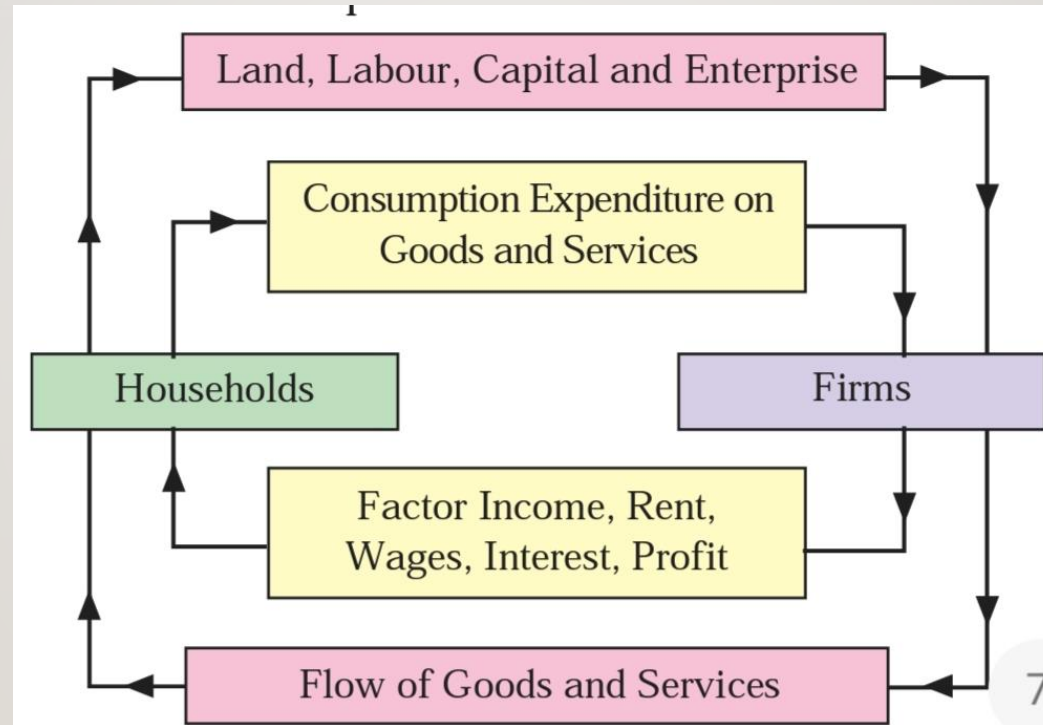 Land, Labour, Capital and Enterprise
Consumption Expenditure on
Goods and Services
Households
Firms
Factor Income, Rent,
Wages, Interest, Profit
Flow of Goods and Services
7